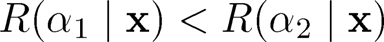 R(α₁ | x) < R(α₂ | x)